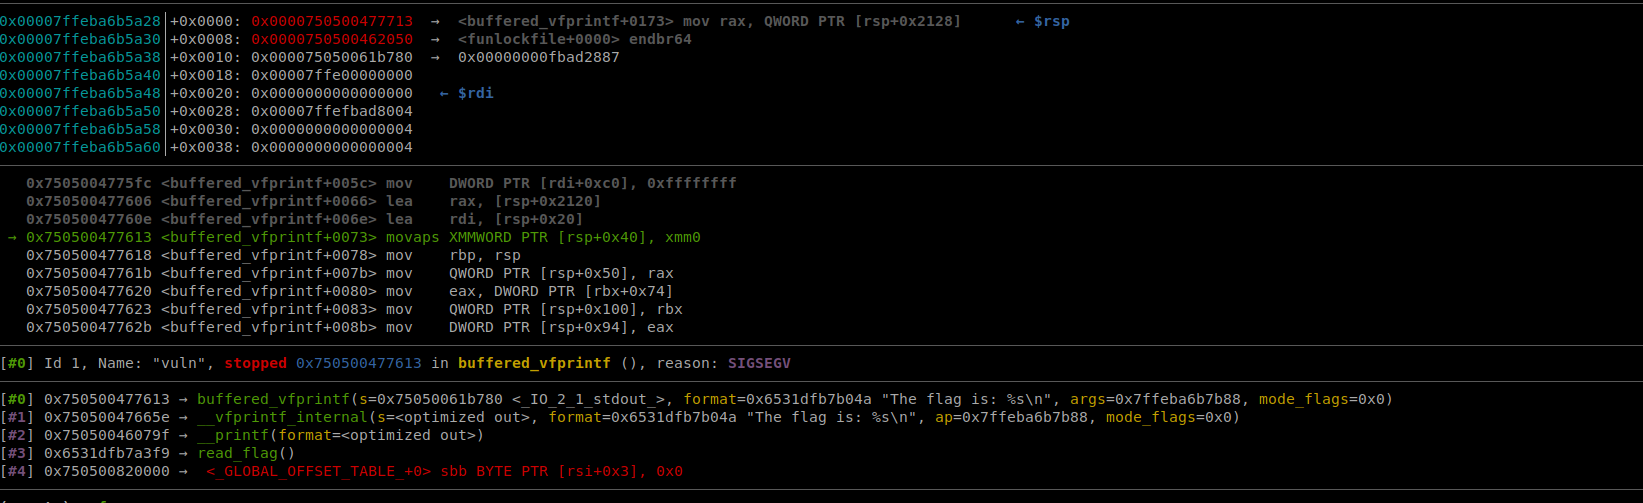 0x00007ffeba6b5a28│+0x0000: 0x0000750500477713  →  <buffered_vfprintf+0173> mov rax, QWORD PTR [rsp+0x2128]      ← $rsp
0x00007ffeba6b5a30│+0x0008: 0x0000750500462050  →  <funlockfile+0000> endbr64
0x00007ffeba6b5a38│+0x0010: 0x000075050061b780  →  0x00000000fbad2887
0x00007ffeba6b5a40│+0x0018: 0x00007ffe00000000
0x00007ffeba6b5a48│+0x0020: 0x0000000000000000   ← $rdi
0x00007ffeba6b5a50│+0x0028: 0x00007ffefbad8004
0x00007ffeba6b5a58│+0x0030: 0x0000000000000004
0x00007ffeba6b5a60│+0x0038: 0x0000000000000004
   0x7505004775fc <buffered_vfprintf+005c> mov    DWORD PTR [rdi+0xc0], 0xffffffff
   0x750500477606 <buffered_vfprintf+0066> lea    rax, [rsp+0x2120]
   0x75050047760e <buffered_vfprintf+006e> lea    rdi, [rsp+0x20]
 → 0x750500477613 <buffered_vfprintf+0073> movaps XMMWORD PTR [rsp+0x40], xmm0
   0x750500477618 <buffered_vfprintf+0078> mov    rbp, rsp
   0x75050047761b <buffered_vfprintf+007b> mov    QWORD PTR [rsp+0x50], rax
   0x750500477620 <buffered_vfprintf+0080> mov    eax, DWORD PTR [rbx+0x74]
   0x750500477623 <buffered_vfprintf+0083> mov    QWORD PTR [rsp+0x100], rbx
   0x75050047762b <buffered_vfprintf+008b> mov    DWORD PTR [rsp+0x94], eax
[#0] Id 1, Name: "vuln", stopped 0x750500477613 in buffered_vfprintf (), reason: SIGSEGV
[#0] 0x750500477613 → buffered_vfprintf(s=0x75050061b780 <_IO_2_1_stdout_>, format=0x6531dfb7b04a "The flag is: %s\n", args=0x7ffeba6b7b88, mode_flags=0x0)
[#1] 0x75050047665e → __vfprintf_internal(s=<optimized out>, format=0x6531dfb7b04a "The flag is: %s\n", ap=0x7ffeba6b7b88, mode_flags=0x0)
[#2] 0x75050046079f → __printf(format=<optimized out>)
[#3] 0x6531dfb7a3f9 → read_flag()
[#4] 0x750500820000 →  <_GLOBAL_OFFSET_TABLE_+0> sbb BYTE PTR [rsi+0x3], 0x0